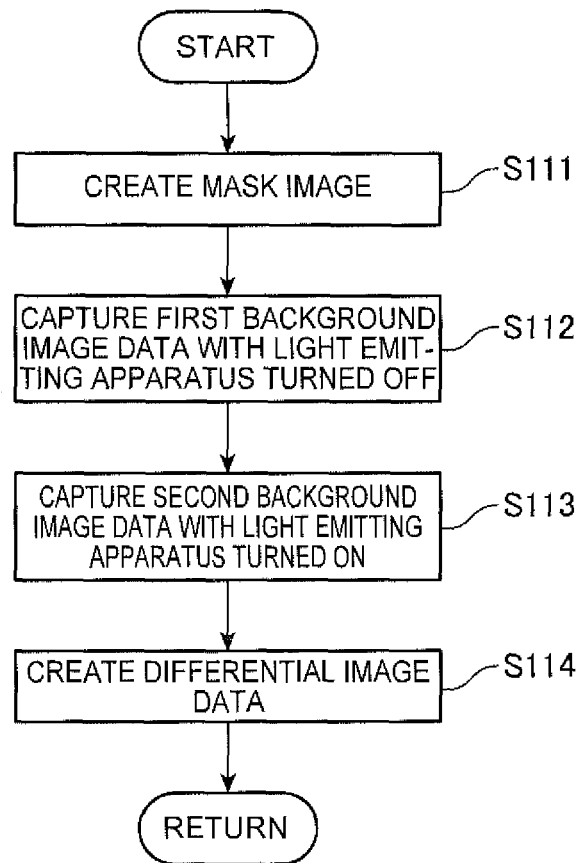 START
CREATE MASK IMAGE
S111
CAPTURE FIRST BACKGROUND
IMAGE DATA WITH LIGHT EMIT-
TING APPARATUS TURNED OFF
S112
CAPTURE SECOND BACKGROUND
IMAGE DATA WITH LIGHT EMITTING
APPARATUS TURNED ON
S113
CREATE DIFFERENTIAL IMAGE
DATA
S114
RETURN